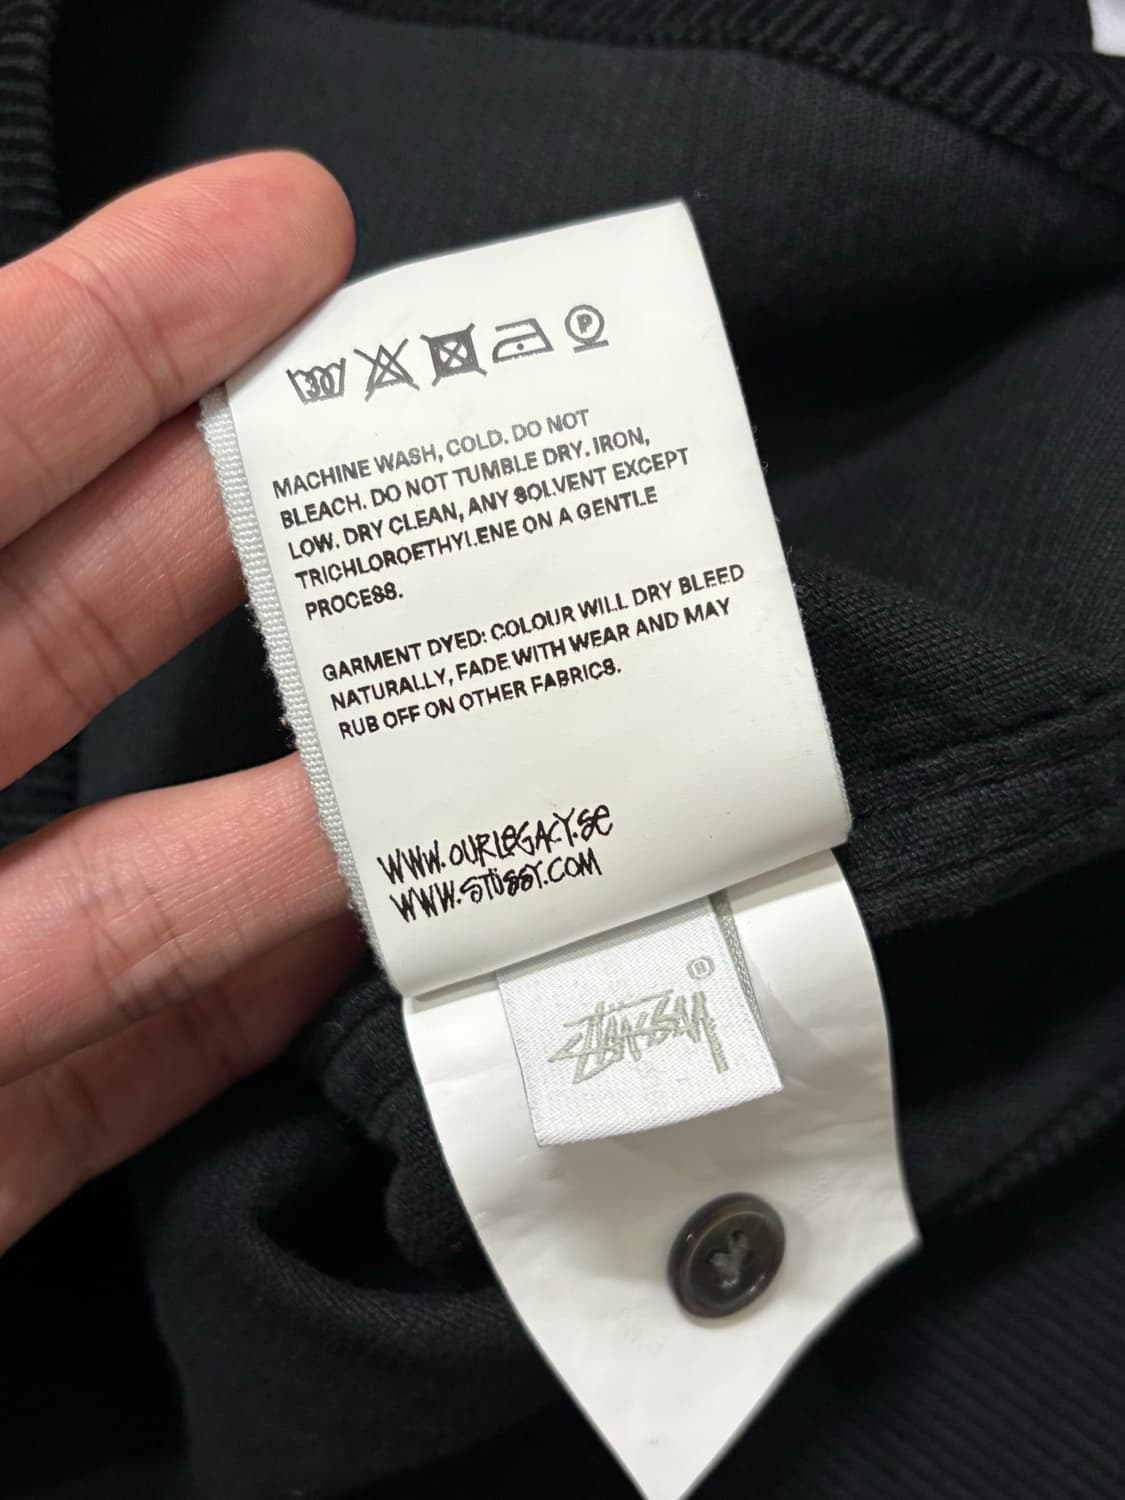 30
P
MACHINE WASH, COLD. DO NOT
BLEACH. DO NOT TUMBLE DRY. IRON,
LOW. DRY CLEAN, ANY SOLVENT EXCEPT
TRICHLOROETHYLENE ON A GENTLE
PROCESS.
GARMENT DYED: COLOUR WILL DRY BLEED
NATURALLY, FADE WITH WEAR AND MAY
RUB OFF ON OTHER FABRICS.
WWW.OURLEGACY.SE
WWW.STÜSSY.COM
Stüssy ®